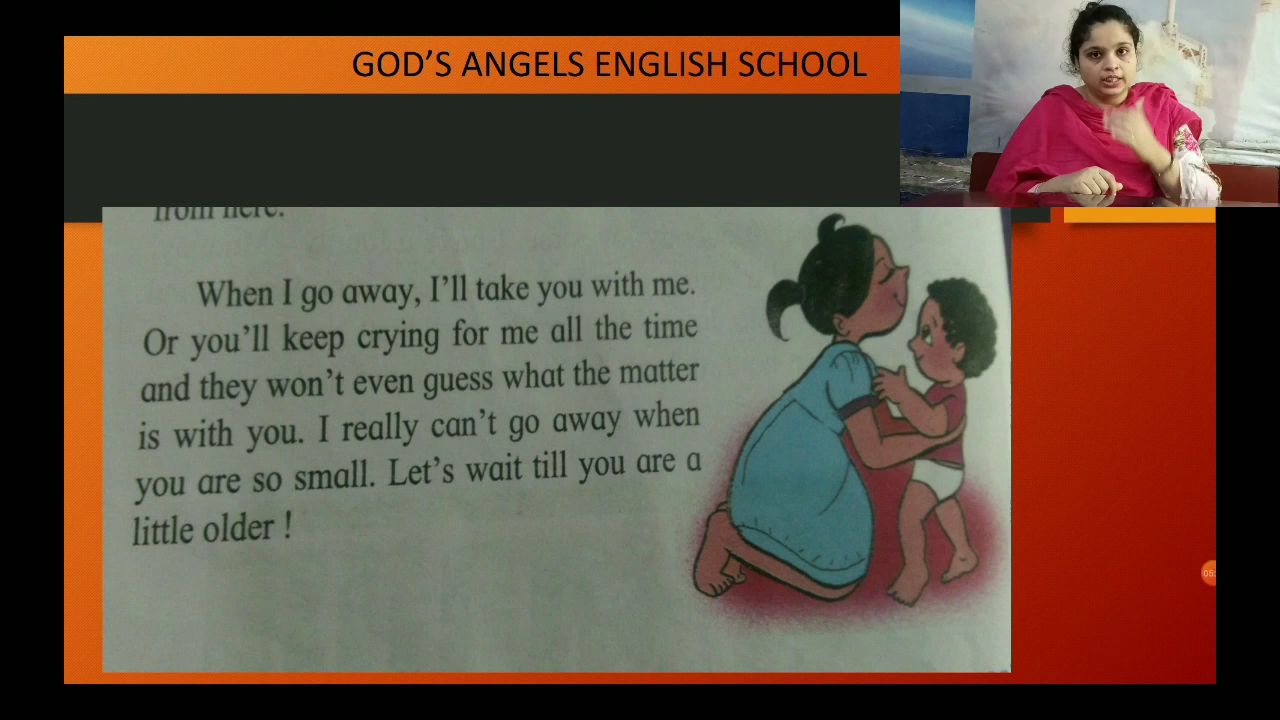 GOD'S ANGELS ENGLISH SCHOOL
from here.
When I go away, I'll take you with me.
Or you'll keep crying for me all the time
and they won't even guess what the matter
is with you. I really can't go away when
you are so small. Let's wait till you are a
little older !